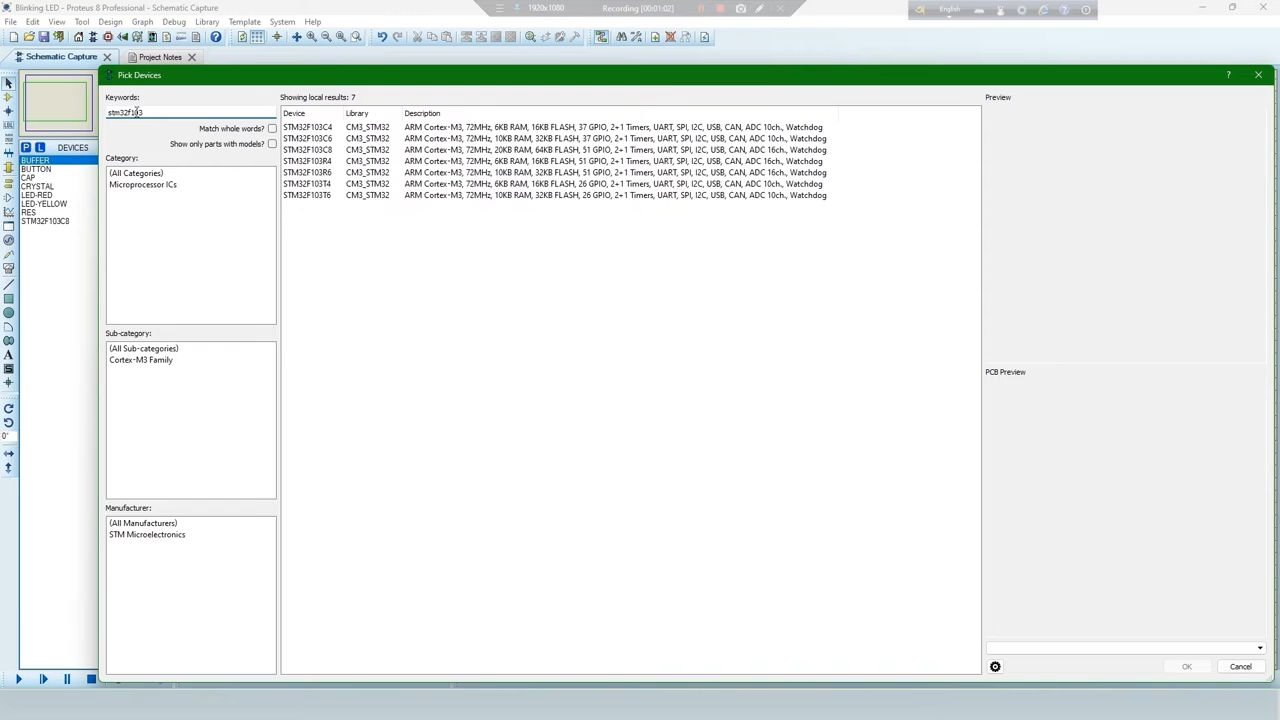 Blinking LED - Proteus 8 Professional - Schematic Capture
1920x1080
Recording [00:01:02]
English
File Edit View Tool Design Graph Debug Library Template System Help
Schematic Capture
Project Notes
Pick Devices
Keywords:
stm32f103
Match whole words?
Show only parts with models?
Category:
(All Categories)
Microprocessor ICs
Sub-category:
(All Sub-categories)
Cortex-M3 Family
Manufacturer:
(All Manufacturers)
STM Microelectronics
P L DEVICES
BUFFER
BUTTON
CAP
CRYSTAL
LED-RED
LED-YELLOW
RES
STM32F103C8
LBL
A
0°
Showing local results: 7
Device Library Description
STM32F103C4 CM3_STM32 ARM Cortex-M3, 72MHz, 6KB RAM, 16KB FLASH, 37 GPIO, 2+1 Timers, UART, SPI, I2C, USB, CAN, ADC 10ch., Watchdog
STM32F103C6 CM3_STM32 ARM Cortex-M3, 72MHz, 10KB RAM, 32KB FLASH, 37 GPIO, 2+1 Timers, UART, SPI, I2C, USB, CAN, ADC 10ch., Watchdog
STM32F103C8 CM3_STM32 ARM Cortex-M3, 72MHz, 20KB RAM, 64KB FLASH, 51 GPIO, 2+1 Timers, UART, SPI, I2C, USB, CAN, ADC 16ch., Watchdog
STM32F103R4 CM3_STM32 ARM Cortex-M3, 72MHz, 6KB RAM, 16KB FLASH, 51 GPIO, 2+1 Timers, UART, SPI, I2C, USB, CAN, ADC 16ch., Watchdog
STM32F103R6 CM3_STM32 ARM Cortex-M3, 72MHz, 10KB RAM, 32KB FLASH, 51 GPIO, 2+1 Timers, UART, SPI, I2C, USB, CAN, ADC 16ch., Watchdog
STM32F103T4 CM3_STM32 ARM Cortex-M3, 72MHz, 6KB RAM, 16KB FLASH, 26 GPIO, 2+1 Timers, UART, SPI, I2C, USB, CAN, ADC 10ch., Watchdog
STM32F103T6 CM3_STM32 ARM Cortex-M3, 72MHz, 10KB RAM, 32KB FLASH, 26 GPIO, 2+1 Timers, UART, SPI, I2C, USB, CAN, ADC 10ch., Watchdog
Preview
PCB Preview
OK
Cancel